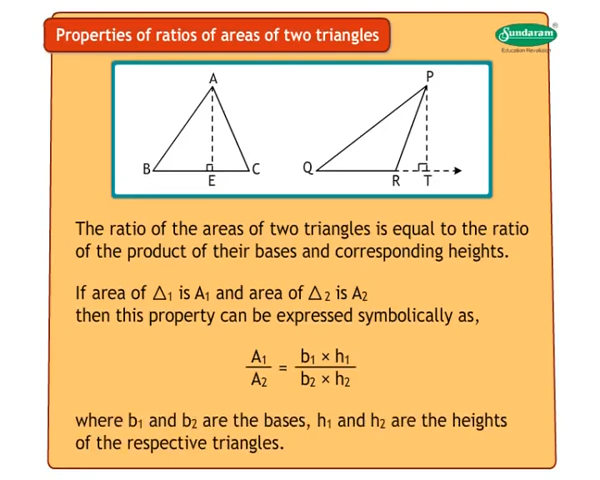 Properties of ratios of areas of two triangles
Sundaram®
Education Revolution
A
P
B
C
E
Q
R
T
The ratio of the areas of two triangles is equal to the ratio
of the product of their bases and corresponding heights.
If area of △₁ is A₁ and area of △₂ is A₂
then this property can be expressed symbolically as,
A₁/A₂ = b₁ × h₁/b₂ × h₂
where b₁ and b₂ are the bases, h₁ and h₂ are the heights
of the respective triangles.